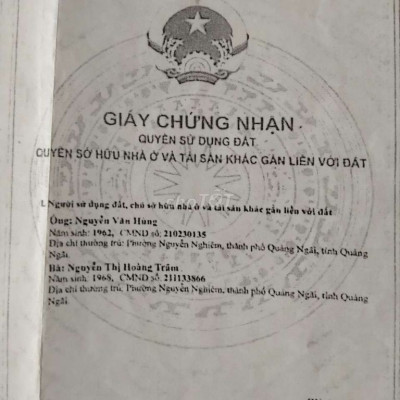 GIẤY CHỨNG NHẬN
QUYỀN SỬ DỤNG ĐẤT
QUYỀN SỞ HỮU NHÀ Ở VÀ TÀI SẢN KHÁC GẮN LIỀN VỚI ĐẤT
I. Người sử dụng đất, chủ sở hữu nhà ở và tài sản khác gắn liền với đất
Ông: Nguyễn Văn Hùng
Năm sinh: 1962, CMND số: 210230135
Địa chỉ thường trú: Phường Nguyễn Nghiêm, thành phố Quảng Ngãi, tỉnh Quảng
Ngãi.
Bà: Nguyễn Thị Hoàng Trâm
Năm sinh: 1968, CMND số: 211133866
Địa chỉ thường trú: Phường Nguyễn Nghiêm, thành phố Quảng Ngãi, tỉnh Quảng
Ngãi.